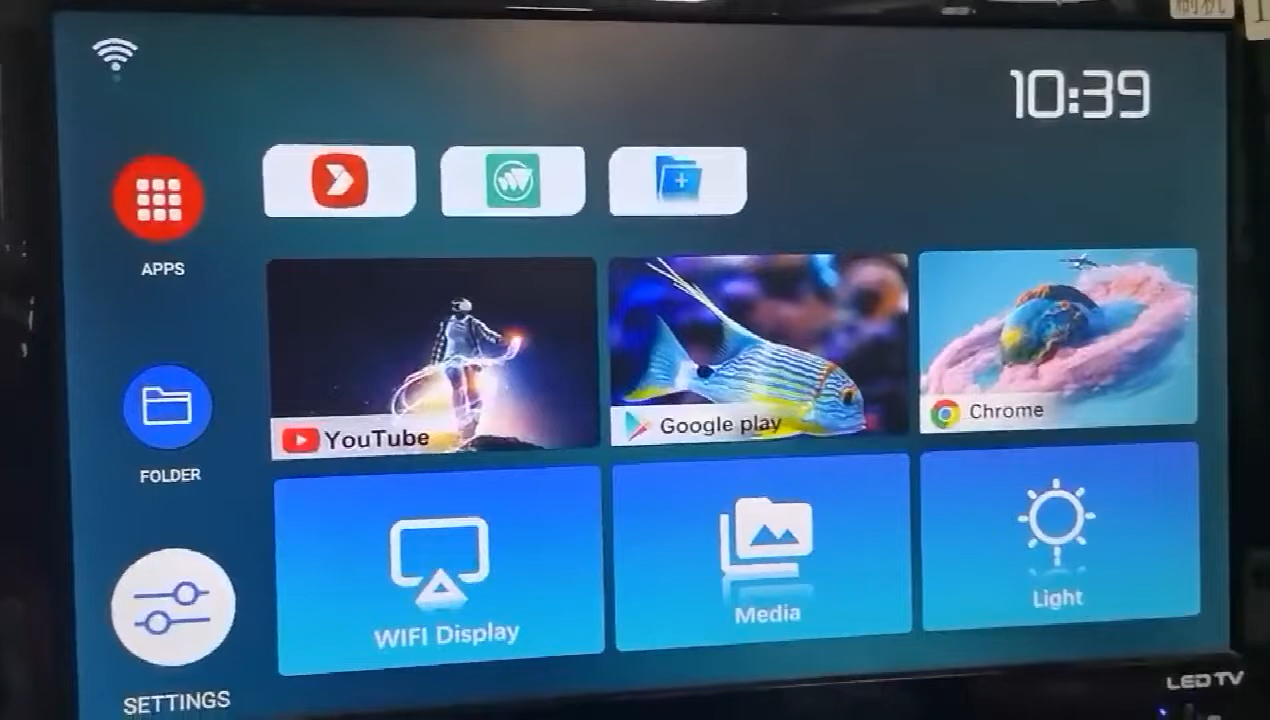 10:39
APPS
YouTube
Google play
Chrome
FOLDER
WIFI Display
Media
Light
SETTINGS
LED TV